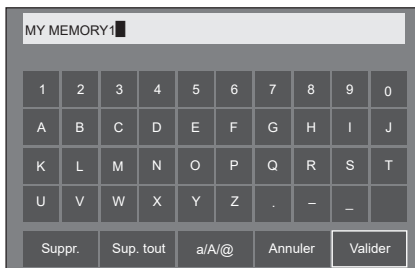 MY MEMORY1
1 2 3 4 5 6 7 8 9 0
A B C D E F G H I J
K L M N O P Q R S T
U V W X Y Z . – _
Suppr. Sup. tout a/A/@ Annuler Valider